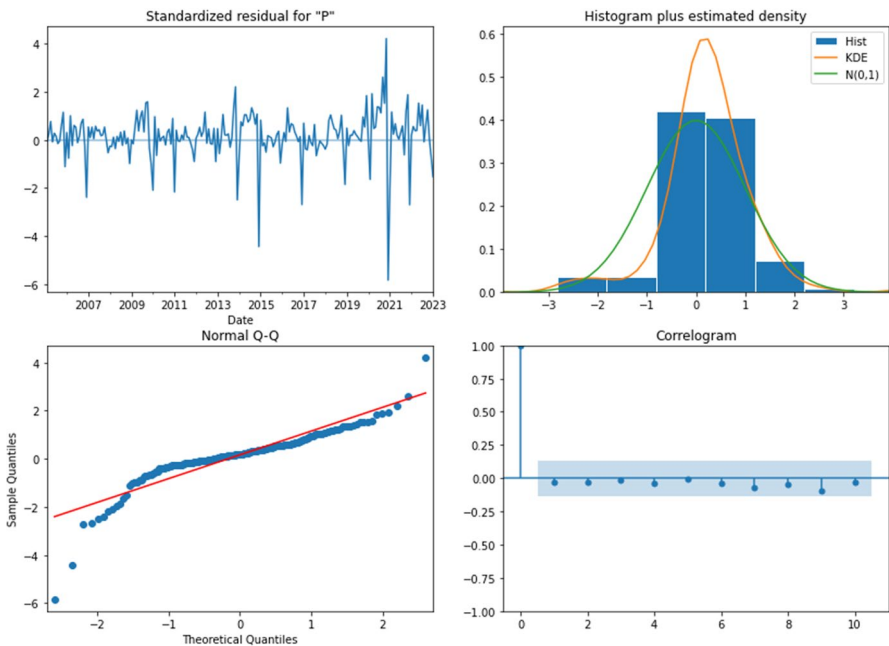 Standardized residual for "P"
4
2
0
−2
−4
−6
2007 2009 2011 2013 2015 2017 2019 2021 2023
Date
Histogram plus estimated density
Hist
KDE
N(0,1)
0.6
0.5
0.4
0.3
0.2
0.1
0.0
−3 −2 −1 0 1 2 3
Normal Q-Q
Sample Quantiles
4
2
0
−2
−4
−6
−2 −1 0 1 2
Theoretical Quantiles
Correlogram
1.00
0.75
0.50
0.25
0.00
−0.25
−0.50
−0.75
−1.00
0 2 4 6 8 10